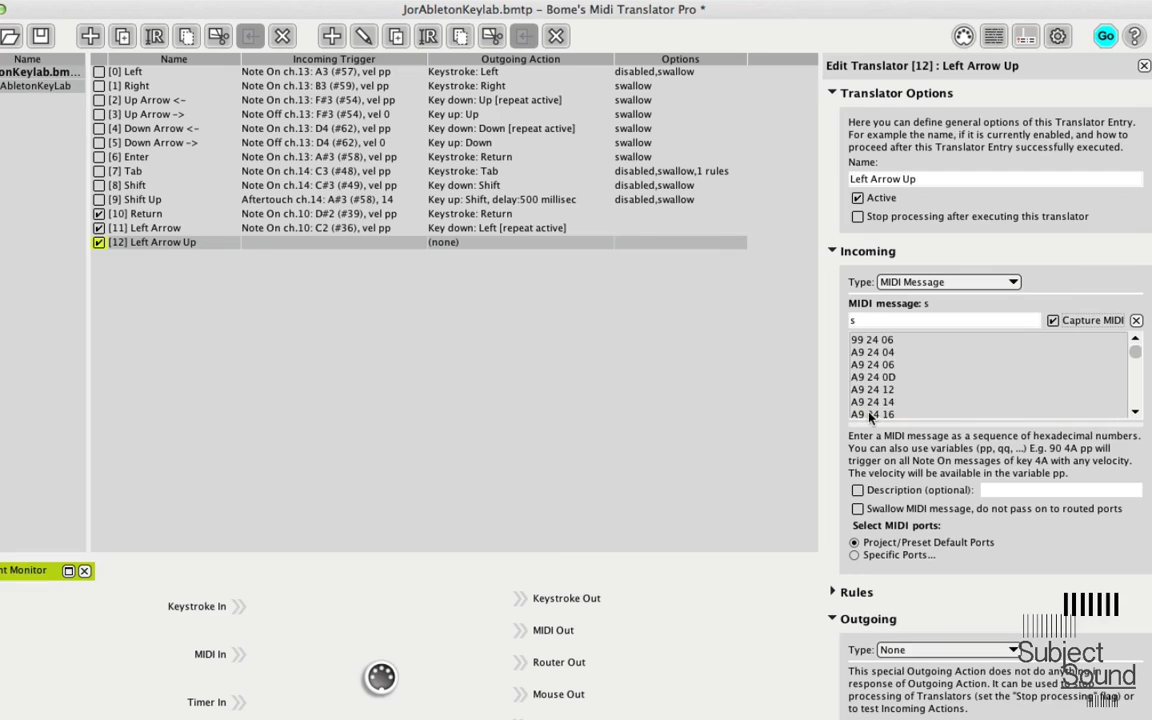 JorAbletonKeylab.bmtp - Bome's Midi Translator Pro *
Go
Name
onKeylab.bm...
AbletonKeyLab
Name Incoming Trigger Outgoing Action Options
[0] Left Note On ch.13: A3 (#57), vel pp Keystroke: Left disabled,swallow
[1] Right Note On ch.13: B3 (#59), vel pp Keystroke: Right swallow
[2] Up Arrow <- Note On ch.13: F#3 (#54), vel pp Key down: Up [repeat active] swallow
[3] Up Arrow -> Note Off ch.13: F#3 (#54), vel 0 Key up: Up swallow
[4] Down Arrow <- Note On ch.13: D4 (#62), vel pp Key down: Down [repeat active] swallow
[5] Down Arrow -> Note Off ch.13: D4 (#62), vel 0 Key up: Down swallow
[6] Enter Note On ch.13: A#3 (#58), vel pp Keystroke: Return swallow
[7] Tab Note On ch.14: C3 (#48), vel pp Keystroke: Tab disabled,swallow,1 rules
[8] Shift Note On ch.14: C#3 (#49), vel pp Key down: Shift disabled,swallow
[9] Shift Up Aftertouch ch.14: A#3 (#58), 14 Key up: Shift, delay:500 millisec disabled,swallow
[10] Return Note On ch.10: D#2 (#39), vel pp Keystroke: Return
[11] Left Arrow Note On ch.10: C2 (#36), vel pp Key down: Left [repeat active]
[12] Left Arrow Up (none)
nt Monitor
Keystroke In
MIDI In
Timer In
Keystroke Out
MIDI Out
Router Out
Mouse Out
Edit Translator [12] : Left Arrow Up
Translator Options
Here you can define general options of this Translator Entry.
For example the name, if it is currently enabled, and how to
proceed after this Translator Entry successfully executed.
Name:
Left Arrow Up
Active
Stop processing after executing this translator
Incoming
Type: MIDI Message
MIDI message: s
s Capture MIDI
99 24 06
A9 24 04
A9 24 06
A9 24 0D
A9 24 12
A9 24 14
A9 24 16
Enter a MIDI message as a sequence of hexadecimal numbers.
You can also use variables (pp, qq, ...) E.g. 90 4A pp will
trigger on all Note On messages of key 4A with any velocity.
The velocity will be available in the variable pp.
Description (optional):
Swallow MIDI message, do not pass on to routed ports
Select MIDI ports:
Project/Preset Default Ports
Specific Ports...
Rules
Outgoing
Type: None
This special Outgoing Action does not do anything in
response of Outgoing Action. It can be used to stop
processing of Translators (set the "Stop processing" flag) or
to test Incoming Actions.
Subject
Sound